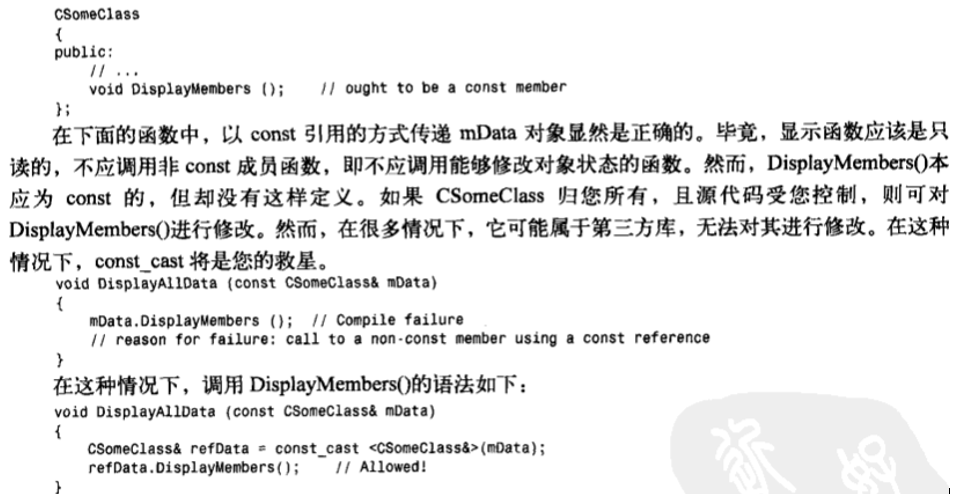 CSomeClass
{
public:
// ...
void DisplayMembers (); // ought to be a const member
};
在下面的函数中，以 const 引用的方式传递 mData 对象显然是正确的。毕竟，显示函数应该是只
读的，不应调用非 const 成员函数，即不应调用能够修改对象状态的函数。然而，DisplayMembers()本
应为 const 的，但却没有这样定义。如果 CSomeClass 归您所有，且源代码受您控制，则可对
DisplayMembers()进行修改。然而，在很多情况下，它可能属于第三方库，无法对其进行修改。在这种
情况下，const_cast 将是您的救星。
void DisplayAllData (const CSomeClass& mData)
{
mData.DisplayMembers (); // Compile failure
// reason for failure: call to a non-const member using a const reference
}
在这种情况下，调用 DisplayMembers()的语法如下：
void DisplayAllData (const CSomeClass& mData)
{
CSomeClass& refData = const_cast <CSomeClass&>(mData);
refData.DisplayMembers(); // Allowed!
}